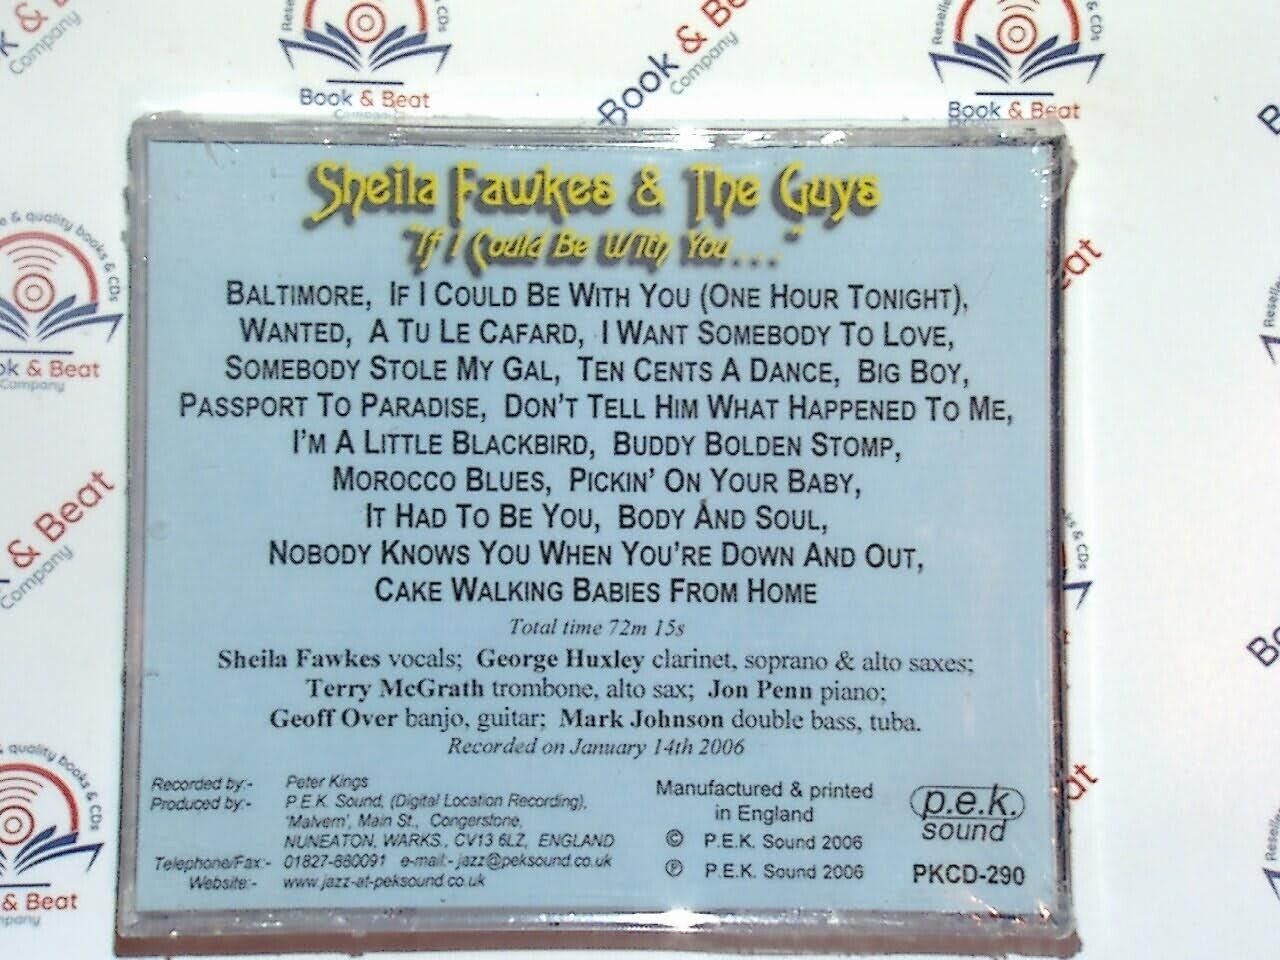 Sheila Fawkes & The Guys
"If I Could Be With You..."
BALTIMORE, IF I COULD BE WITH YOU (ONE HOUR TONIGHT),
WANTED, A TU LE CAFARD, I WANT SOMEBODY TO LOVE,
SOMEBODY STOLE MY GAL, TEN CENTS A DANCE, BIG BOY,
PASSPORT TO PARADISE, DON'T TELL HIM WHAT HAPPENED TO ME,
I'M A LITTLE BLACKBIRD, BUDDY BOLDEN STOMP,
MOROCCO BLUES, PICKIN' ON YOUR BABY,
IT HAD TO BE YOU, BODY AND SOUL,
NOBODY KNOWS YOU WHEN YOU'RE DOWN AND OUT,
CAKE WALKING BABIES FROM HOME
Total time 72m 15s
Sheila Fawkes vocals; George Huxley clarinet, soprano & alto saxes;
Terry McGrath trombone, alto sax; Jon Penn piano;
Geoff Over banjo, guitar; Mark Johnson double bass, tuba.
Recorded on January 14th 2006
Recorded by:- Peter Kings
Produced by:- P.E.K. Sound, (Digital Location Recording),
'Malvern', Main St., Congerstone,
NUNEATON, WARKS., CV13 6LZ, ENGLAND
Telephone/Fax:- 01827-880091 e-mail:- jazz@peksound.co.uk
Website:- www.jazz-at-peksound.co.uk
Manufactured & printed
in England
© P.E.K. Sound 2006
℗ P.E.K. Sound 2006
p.e.k.
sound
PKCD-290
Book & Beat
Company
Book & Beat
Book & Beat
Company